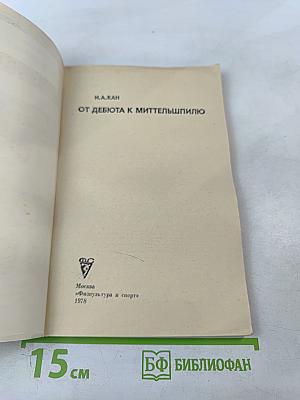 И.А.КАН
ОТ ДЕБЮТА К МИТТЕЛЬШПИЛЮ
Москва
«Физкультура и спорт»
1978
15 см
БФ БИБЛИОФАН